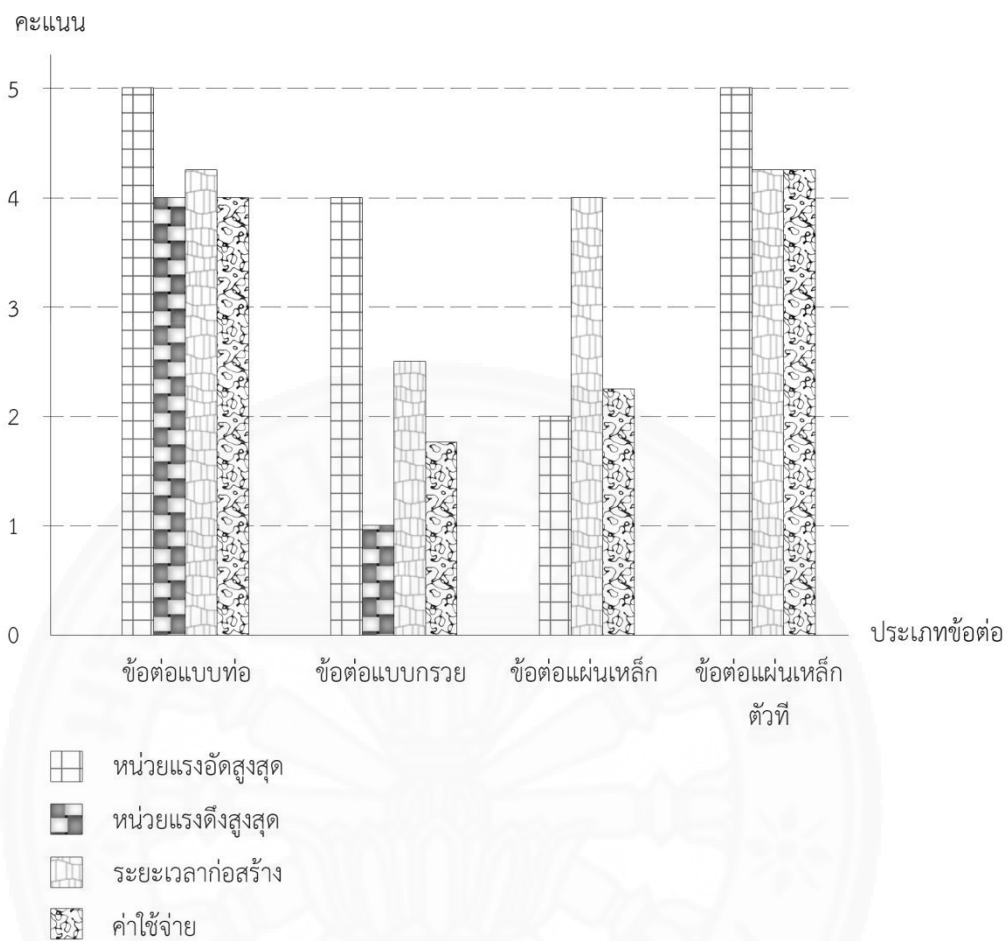 คะแนน
5
4
3
2
1
0
ประเภทข้อต่อ
ข้อต่อแบบท่อ
ข้อต่อแบบกรวย
ข้อต่อแผ่นเหล็ก
ข้อต่อแผ่นเหล็ก
ตัวที
หน่วยแรงอัดสูงสุด
หน่วยแรงดึงสูงสุด
ระยะเวลาก่อสร้าง
ค่าใช้จ่าย